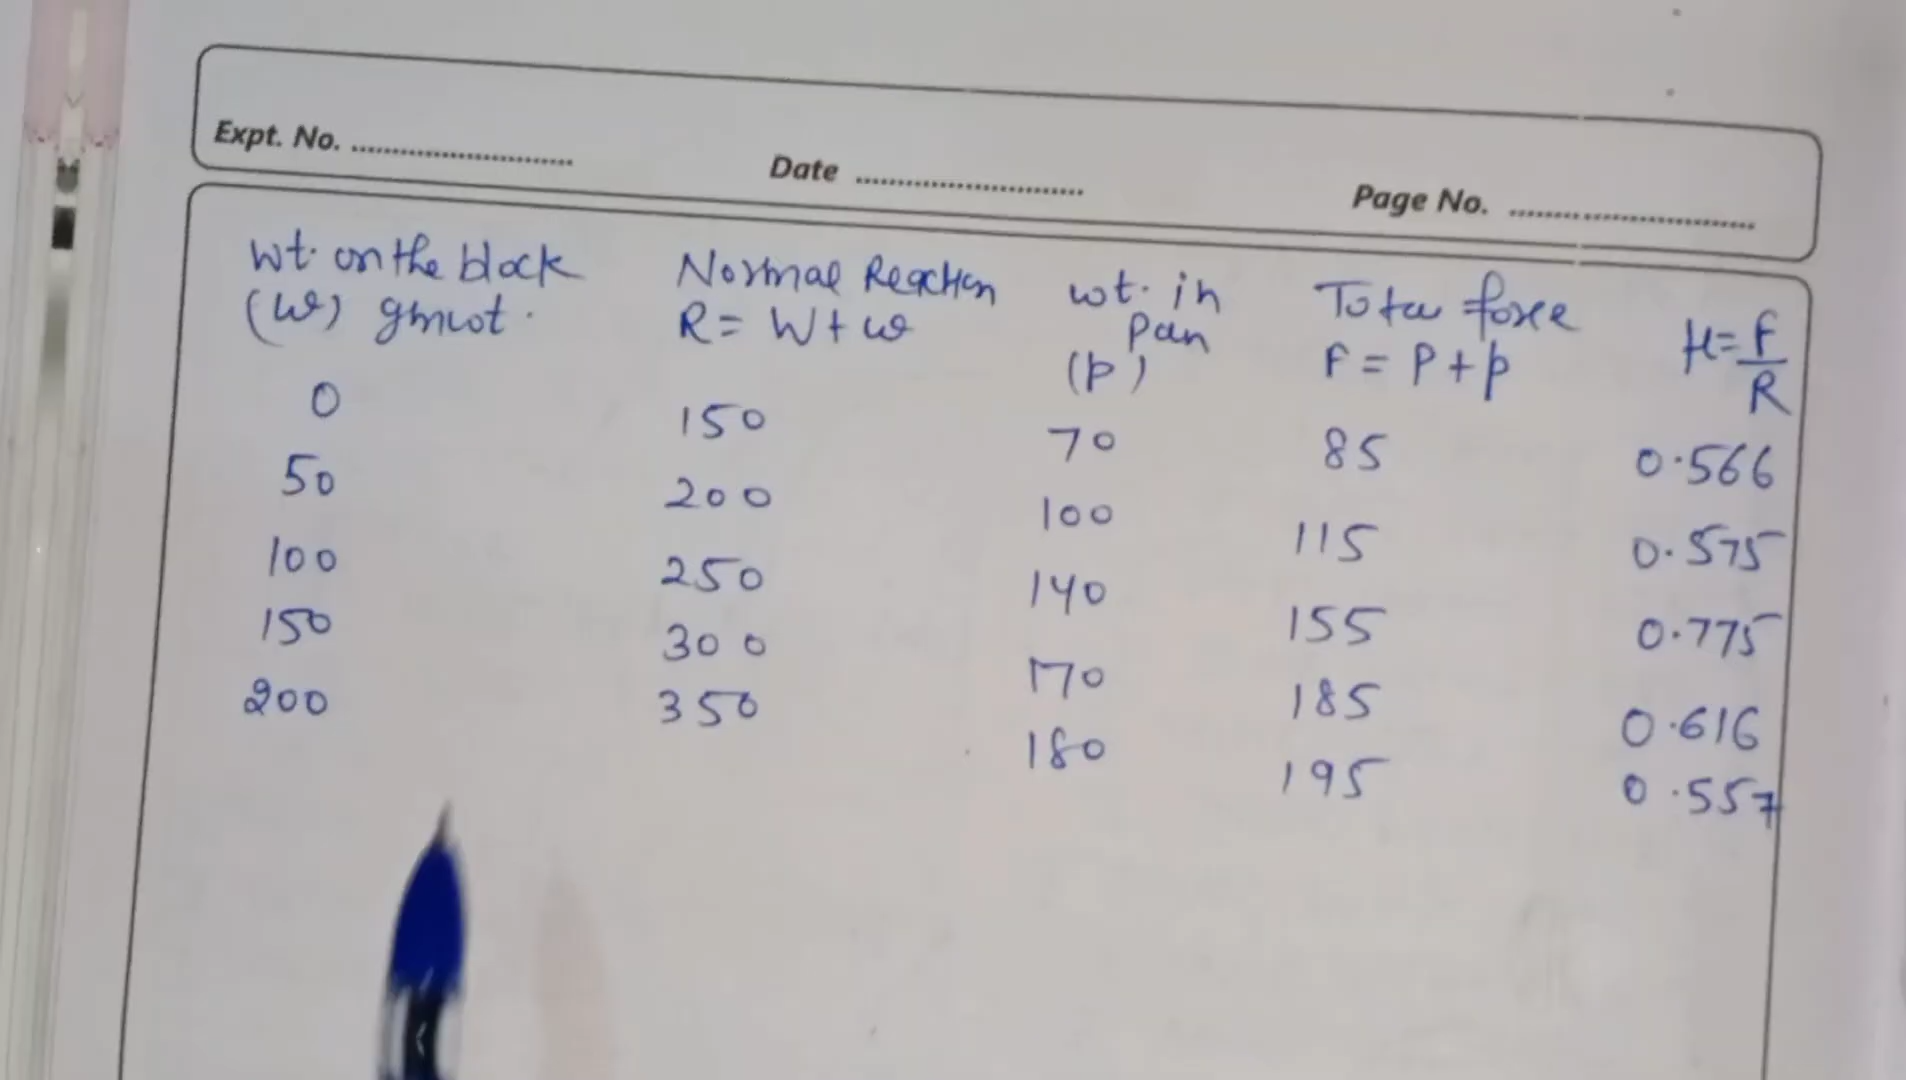 Expt. No. ........................
Date ........................
Page No. ........................
Wt. on the block Normal Reaction wt. in Total force μ=F/R
(w) gmwt. R = W + w Pan F = P + p
(p)
0 150 70 85 0.566
50 200 100 115 0.575
100 250 140 155 0.775
150 300 170 185 0.616
200 350 180 195 0.557